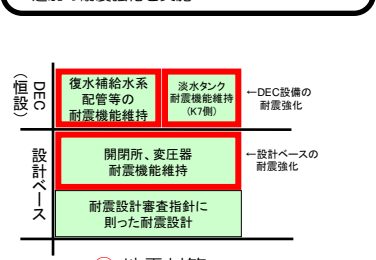 DEC
（恒設）
復水補給水系
配管等の
耐震機能維持
淡水タンク
耐震機能維持
(K7側)
←DEC設備の
耐震強化
設計ベース
開閉所、変圧器
耐震機能維持
←設計ベースの
耐震強化
耐震設計審査指針に
則った耐震設計